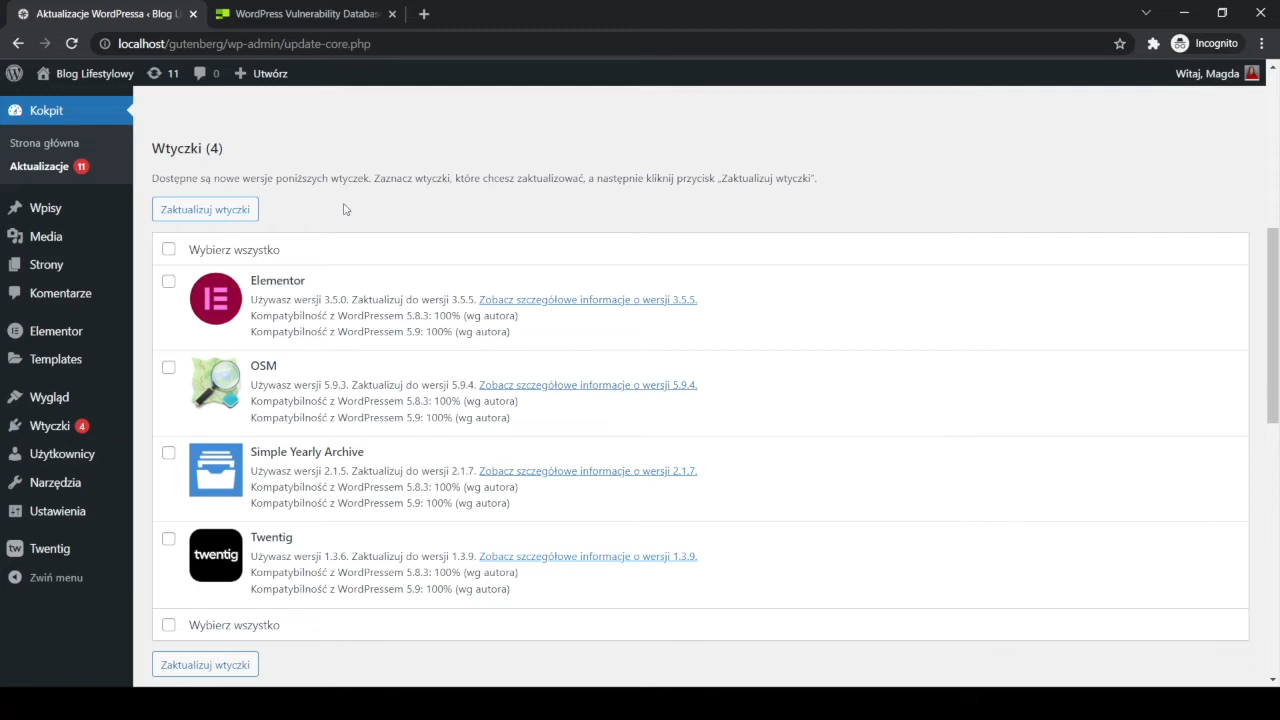 Aktualizacje WordPressa ‹ Blog Li
WordPress Vulnerability Databas
localhost/gutenberg/wp-admin/update-core.php
Incognito
Blog Lifestylowy
11
0
Utwórz
Witaj, Magda
Kokpit
Strona główna
Aktualizacje 11
Wpisy
Media
Strony
Komentarze
Elementor
Templates
Wygląd
Wtyczki 4
Użytkownicy
Narzędzia
Ustawienia
Twentig
Zwiń menu
Wtyczki (4)
Dostępne są nowe wersje poniższych wtyczek. Zaznacz wtyczki, które chcesz zaktualizować, a następnie kliknij przycisk „Zaktualizuj wtyczki”.
Zaktualizuj wtyczki
Wybierz wszystko
Elementor
Używasz wersji 3.5.0. Zaktualizuj do wersji 3.5.5. Zobacz szczegółowe informacje o wersji 3.5.5.
Kompatybilność z WordPressem 5.8.3: 100% (wg autora)
Kompatybilność z WordPressem 5.9: 100% (wg autora)
OSM
Używasz wersji 5.9.3. Zaktualizuj do wersji 5.9.4. Zobacz szczegółowe informacje o wersji 5.9.4.
Kompatybilność z WordPressem 5.8.3: 100% (wg autora)
Kompatybilność z WordPressem 5.9: 100% (wg autora)
Simple Yearly Archive
Używasz wersji 2.1.5. Zaktualizuj do wersji 2.1.7. Zobacz szczegółowe informacje o wersji 2.1.7.
Kompatybilność z WordPressem 5.8.3: 100% (wg autora)
Kompatybilność z WordPressem 5.9: 100% (wg autora)
twentig
Twentig
Używasz wersji 1.3.6. Zaktualizuj do wersji 1.3.9. Zobacz szczegółowe informacje o wersji 1.3.9.
Kompatybilność z WordPressem 5.8.3: 100% (wg autora)
Kompatybilność z WordPressem 5.9: 100% (wg autora)
Wybierz wszystko
Zaktualizuj wtyczki